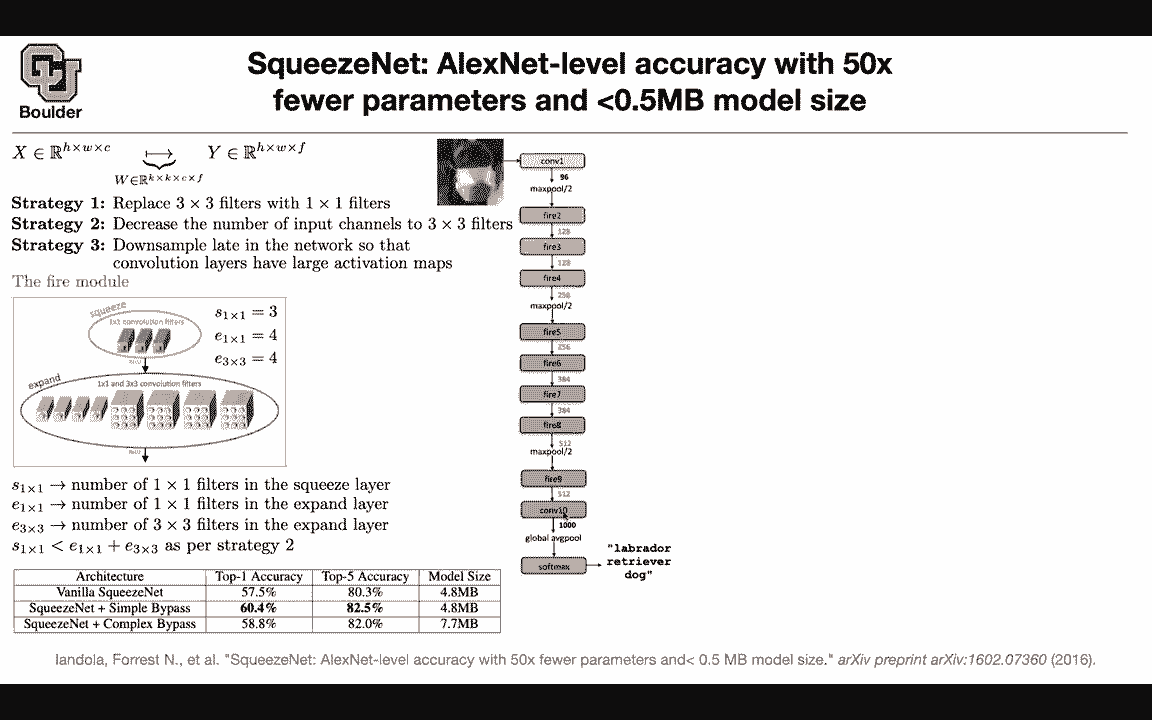 SqueezeNet: AlexNet-level accuracy with 50x
fewer parameters and <0.5MB model size
CU
Boulder
X ∈ ℝ^{h×w×c} ⟼ Y ∈ ℝ^{h×w×f}
W∈ℝ^{k×k×c×f}
Strategy 1: Replace 3 × 3 filters with 1 × 1 filters
Strategy 2: Decrease the number of input channels to 3 × 3 filters
Strategy 3: Downsample late in the network so that
convolution layers have large activation maps
The fire module
squeeze
1x1 convolution filters
ReLU
expand
1x1 and 3x3 convolution filters
ReLU
s_{1×1} = 3
e_{1×1} = 4
e_{3×3} = 4
s_{1×1} → number of 1 × 1 filters in the squeeze layer
e_{1×1} → number of 1 × 1 filters in the expand layer
e_{3×3} → number of 3 × 3 filters in the expand layer
s_{1×1} < e_{1×1} + e_{3×3} as per strategy 2
Architecture Top-1 Accuracy Top-5 Accuracy Model Size
Vanilla SqueezeNet 57.5% 80.3% 4.8MB
SqueezeNet + Simple Bypass 60.4% 82.5% 4.8MB
SqueezeNet + Complex Bypass 58.8% 82.0% 7.7MB
conv1
96
maxpool/2
fire2
128
fire3
128
fire4
256
maxpool/2
fire5
256
fire6
384
fire7
384
fire8
512
maxpool/2
fire9
512
conv10
1000
global avgpool
softmax
"labrador
retriever
dog"
Iandola, Forrest N., et al. "SqueezeNet: AlexNet-level accuracy with 50x fewer parameters and< 0.5 MB model size." arXiv preprint arXiv:1602.07360 (2016).